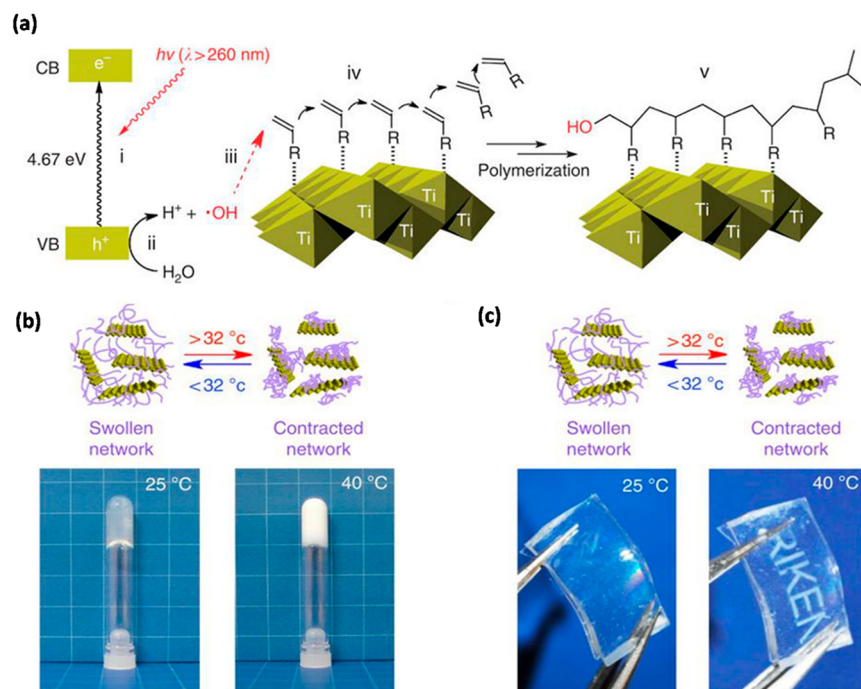 (a)
CB
e⁻
hν (λ>260 nm)
4.67 eV
i
VB
h⁺
ii
H⁺ + ·OH
H₂O
iii
iv
R
R
R
R
R
R
Ti
Ti
Ti
Ti
Polymerization
v
HO
R
R
R
R
R
Ti
Ti
Ti
Ti
(b)
>32 °c
<32 °c
Swollen
network
Contracted
network
25 °C
40 °C
(c)
>32 °c
<32 °c
Swollen
network
Contracted
network
25 °C
40 °C
RIKEN